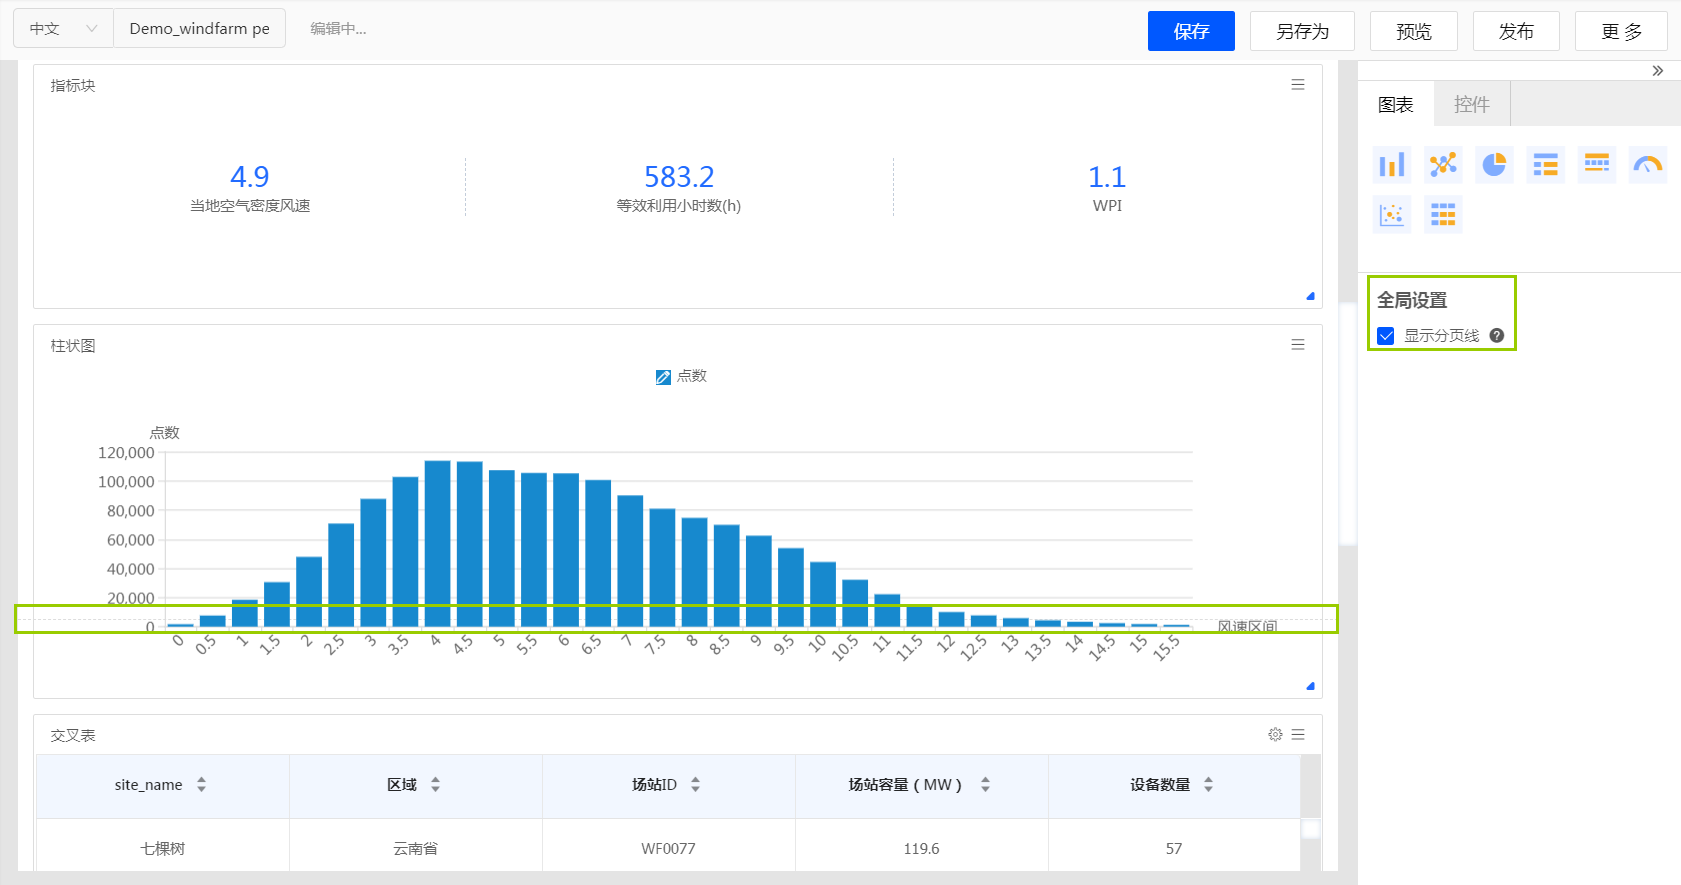 中文
Demo_windfarm pe
编辑中...
保存
另存为
预览
发布
更 多
指标块
4.9
当地空气密度风速
583.2
等效利用小时数(h)
1.1
WPI
图表
控件
全局设置
显示分页线
柱状图
点数
点数
120,000
100,000
80,000
60,000
40,000
20,000
0
0 0.5 1 1.5 2 2.5 3 3.5 4 4.5 5 5.5 6 6.5 7 7.5 8 8.5 9 9.5 10 10.5 11 11.5 12 12.5 13 13.5 14 14.5 15 15.5
风速区间
交叉表
site_name 区域 场站ID 场站容量（MW） 设备数量
七棵树 云南省 WF0077 119.6 57